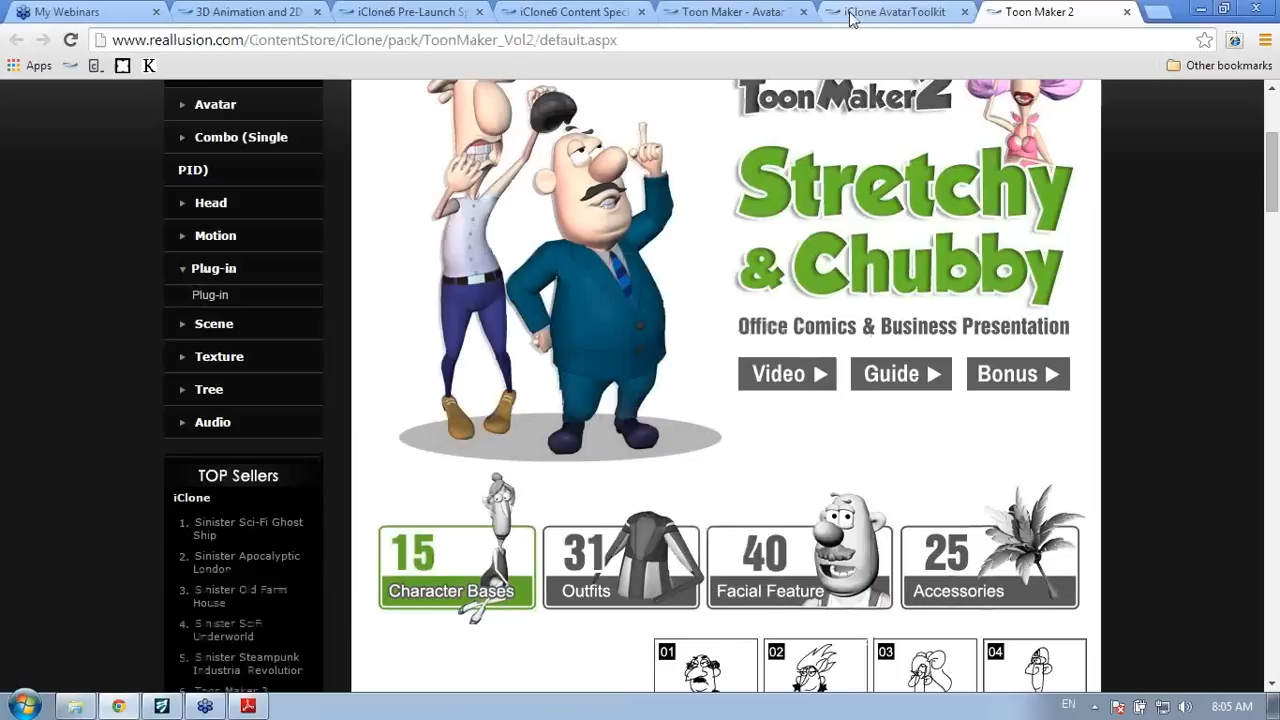 My Webinars
3D Animation and 2D
iClone6 Pre-Launch Sp
iClone6 Content Speci
Toon Maker - Avatar
iClone AvatarToolkit
Toon Maker 2
www.reallusion.com/ContentStore/iClone/pack/ToonMaker_Vol2/default.aspx
Apps
K
Other bookmarks
Avatar
Combo (Single
PID)
Head
Motion
Plug-in
Plug-in
Scene
Texture
Tree
Audio
TOP Sellers
iClone
1. Sinister Sci-Fi Ghost
Ship
2. Sinister Apocalyptic
London
3. Sinister Old Farm
House
4. Sinister Sci-Fi
Underworld
5. Sinister Steampunk
Industrial Revolution
ToonMaker2
Stretchy
& Chubby
Office Comics & Business Presentation
Video
Guide
Bonus
15
Character Bases
31
Outfits
40
Facial Feature
25
Accessories
01
02
03
04
EN
8:05 AM